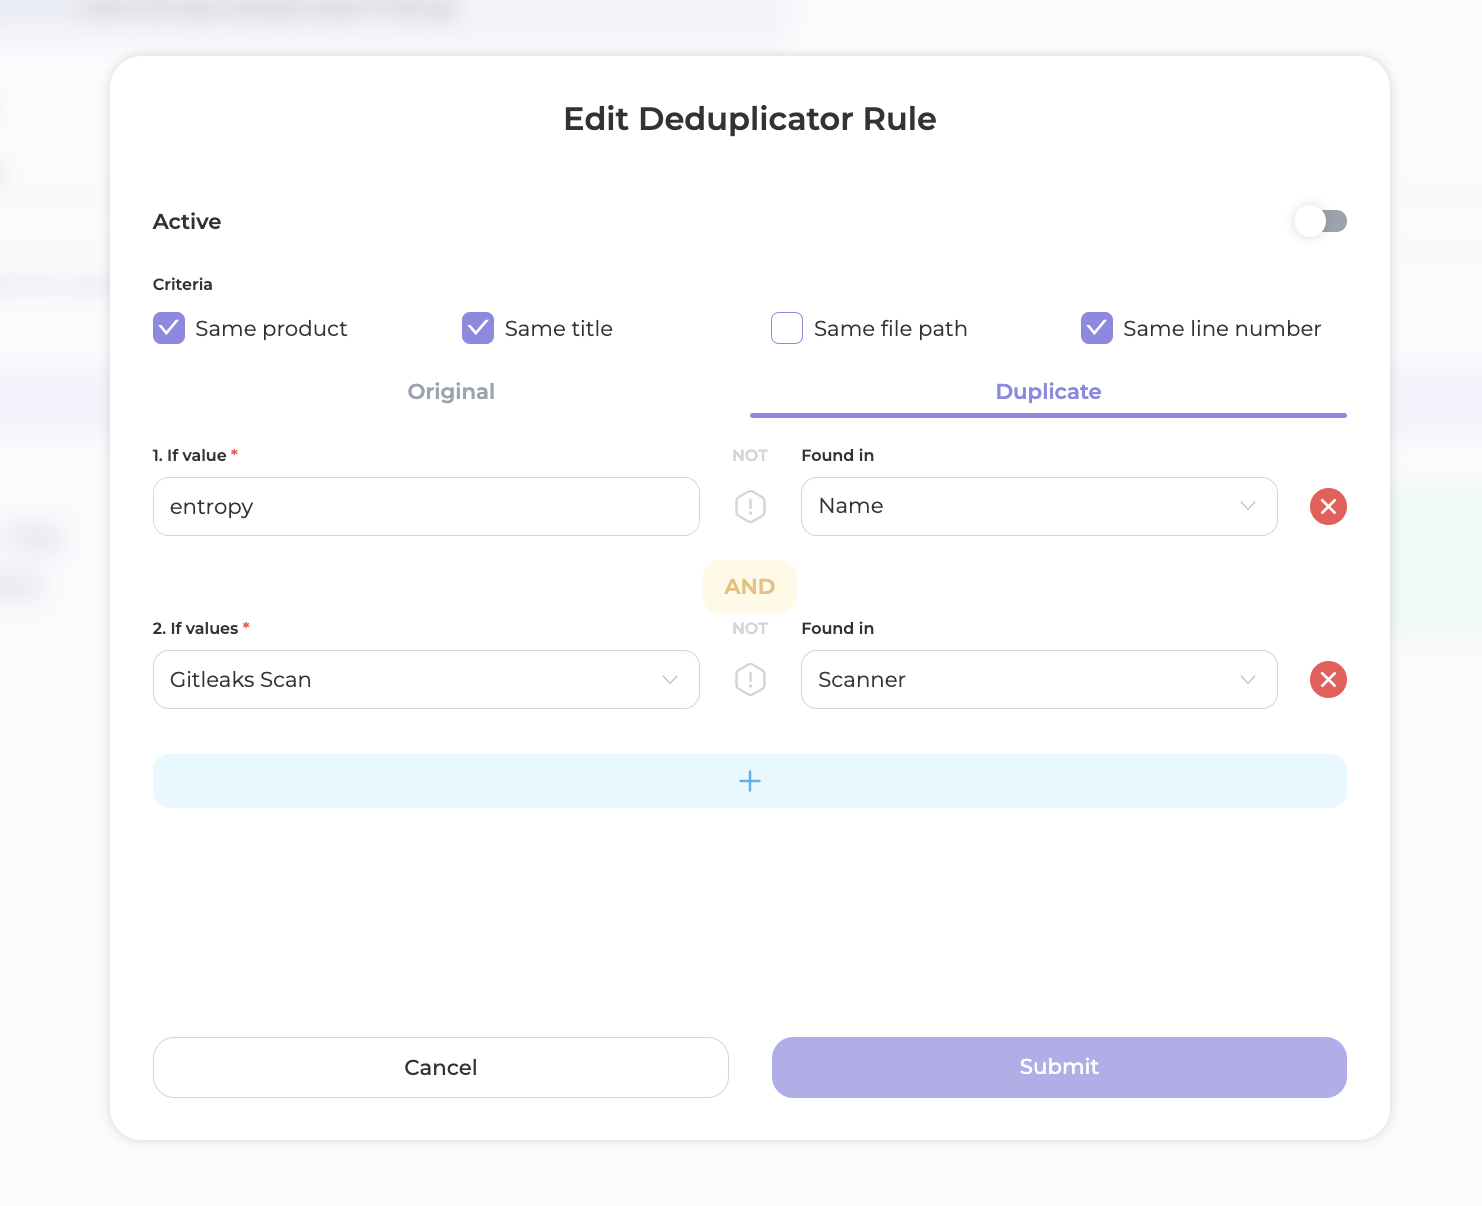 Edit Deduplicator Rule
Active
Criteria
Same product
Same title
Same file path
Same line number
Original
Duplicate
1. If value *
NOT
Found in
entropy
Name
AND
2. If values *
NOT
Found in
Gitleaks Scan
Scanner
Cancel
Submit